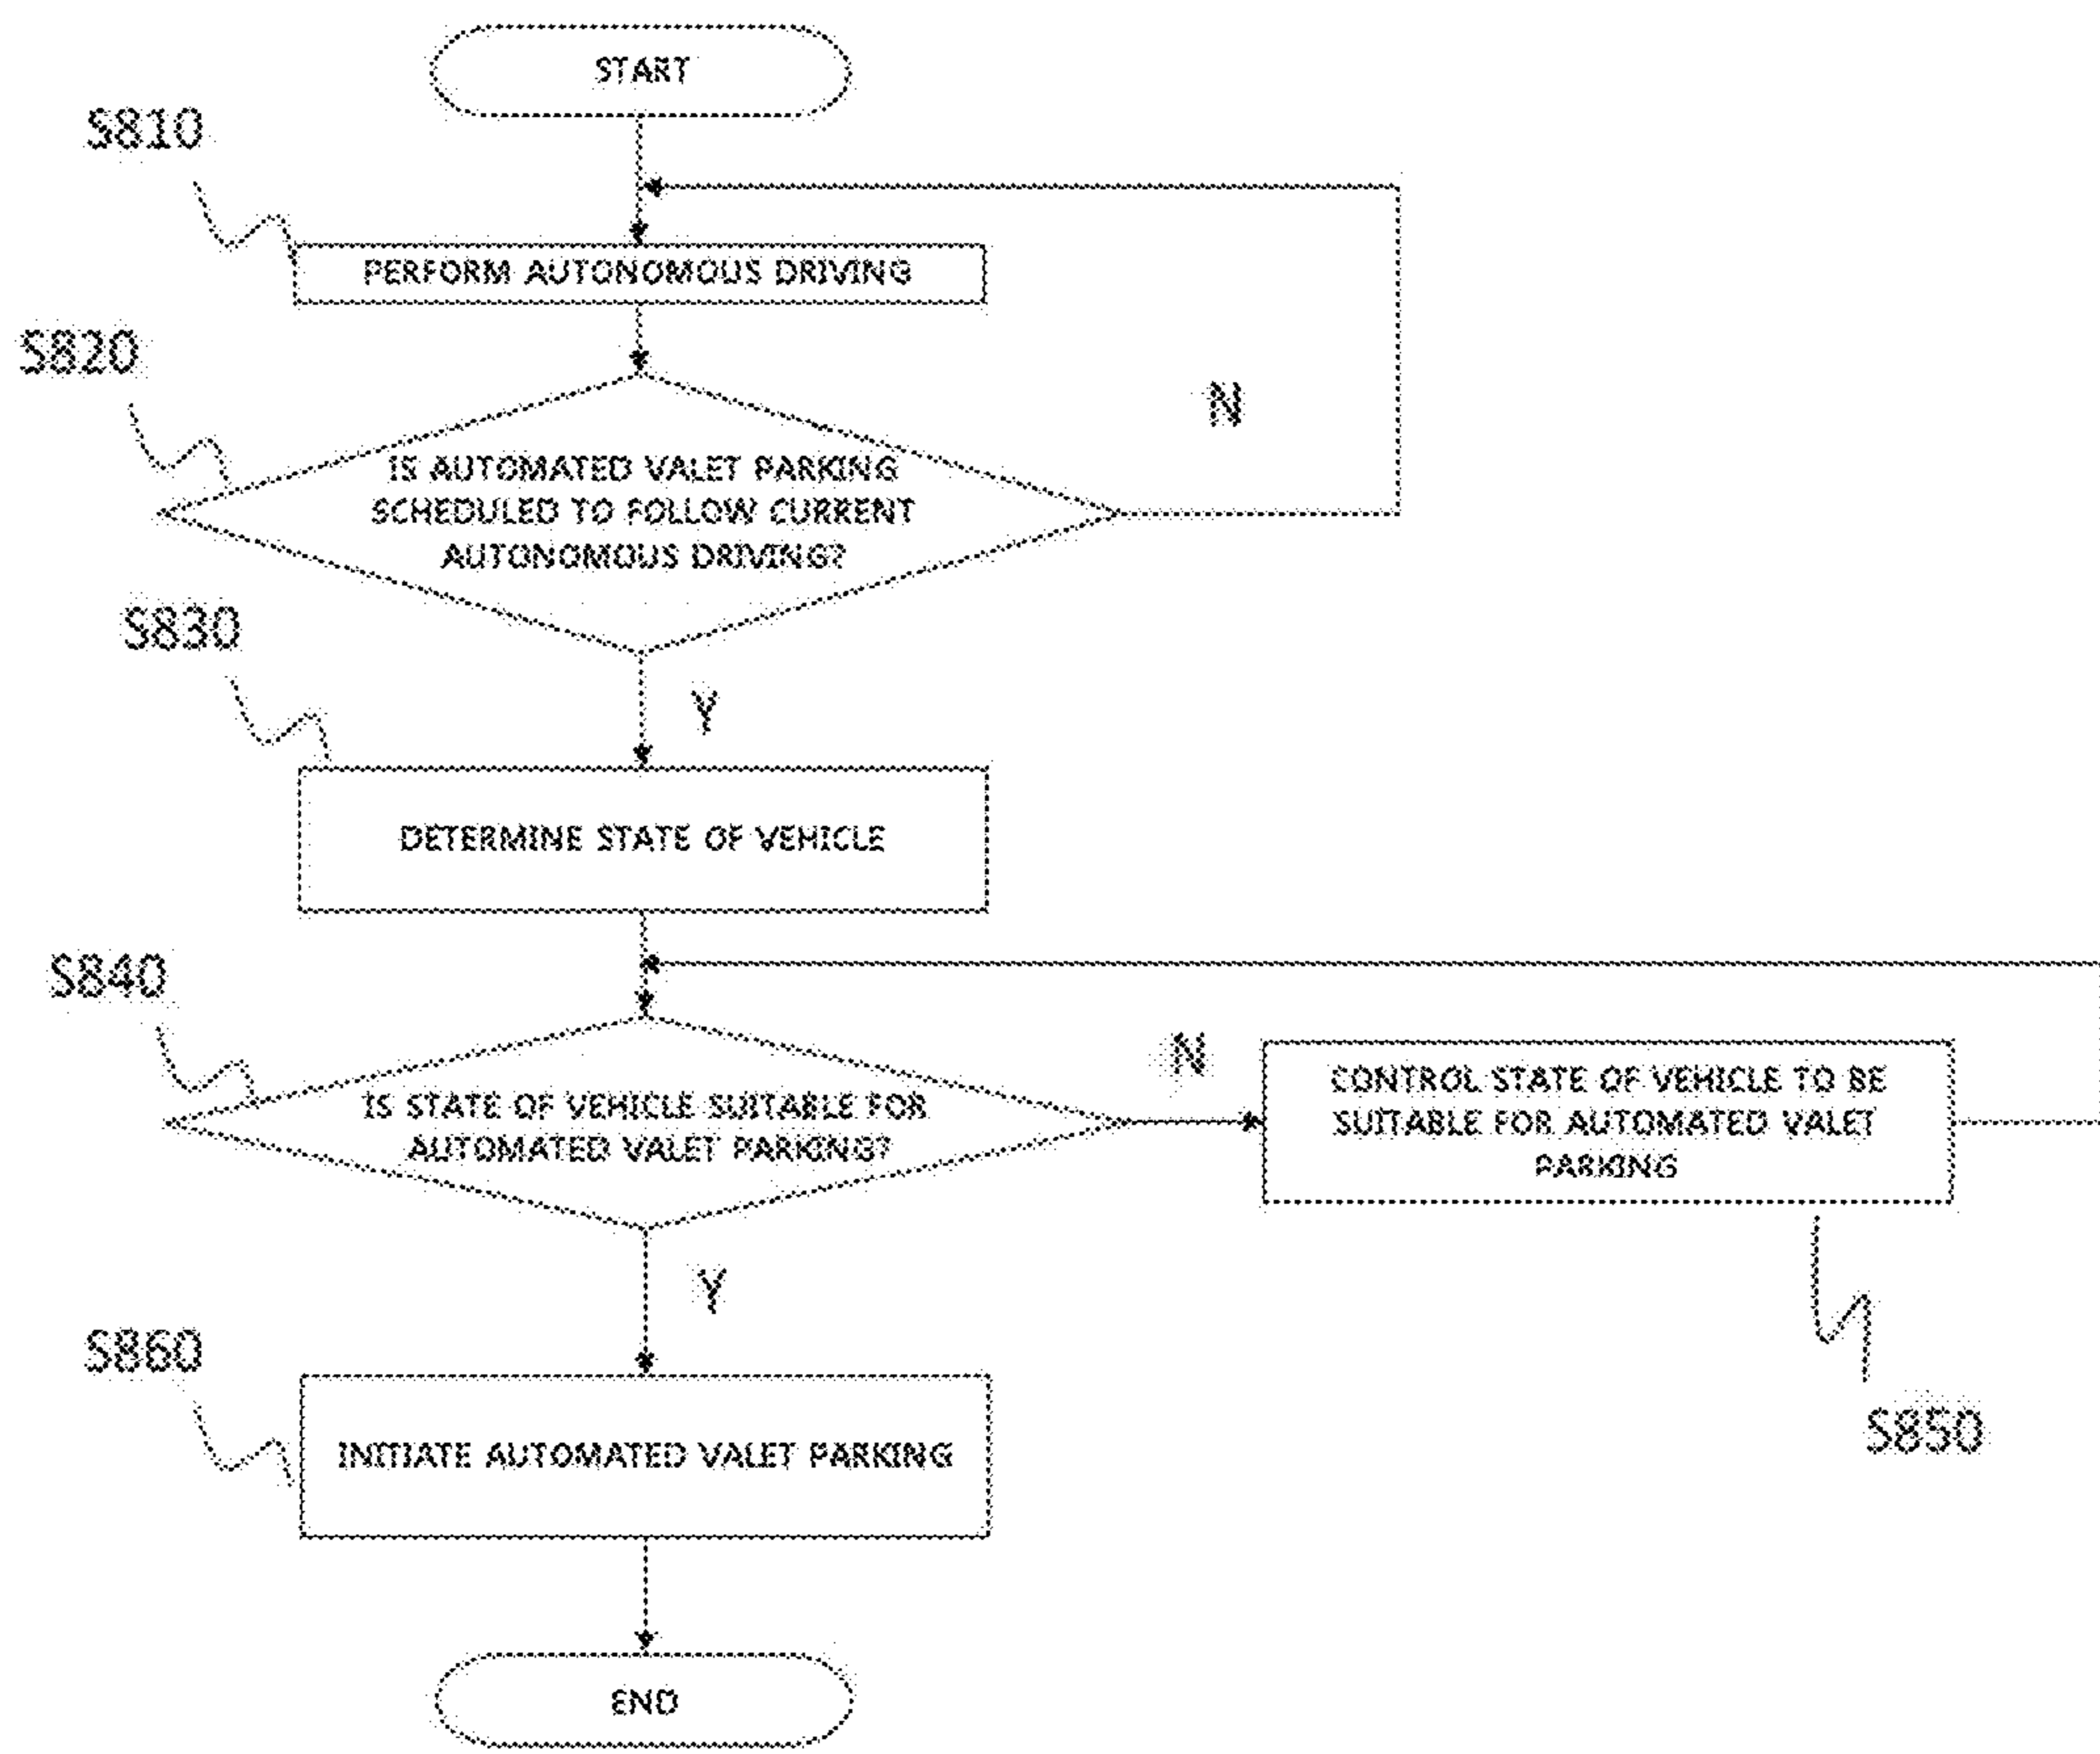 START
S810
PERFORM AUTONOMOUS DRIVING
S820
N
IS AUTOMATED VALET PARKING
SCHEDULED TO FOLLOW CURRENT
AUTONOMOUS DRIVING?
S830
Y
DETERMINE STATE OF VEHICLE
S840
N
IS STATE OF VEHICLE SUITABLE FOR
AUTOMATED VALET PARKING?
CONTROL STATE OF VEHICLE TO BE
SUITABLE FOR AUTOMATED VALET
PARKING
Y
S850
S860
INITIATE AUTOMATED VALET PARKING
END